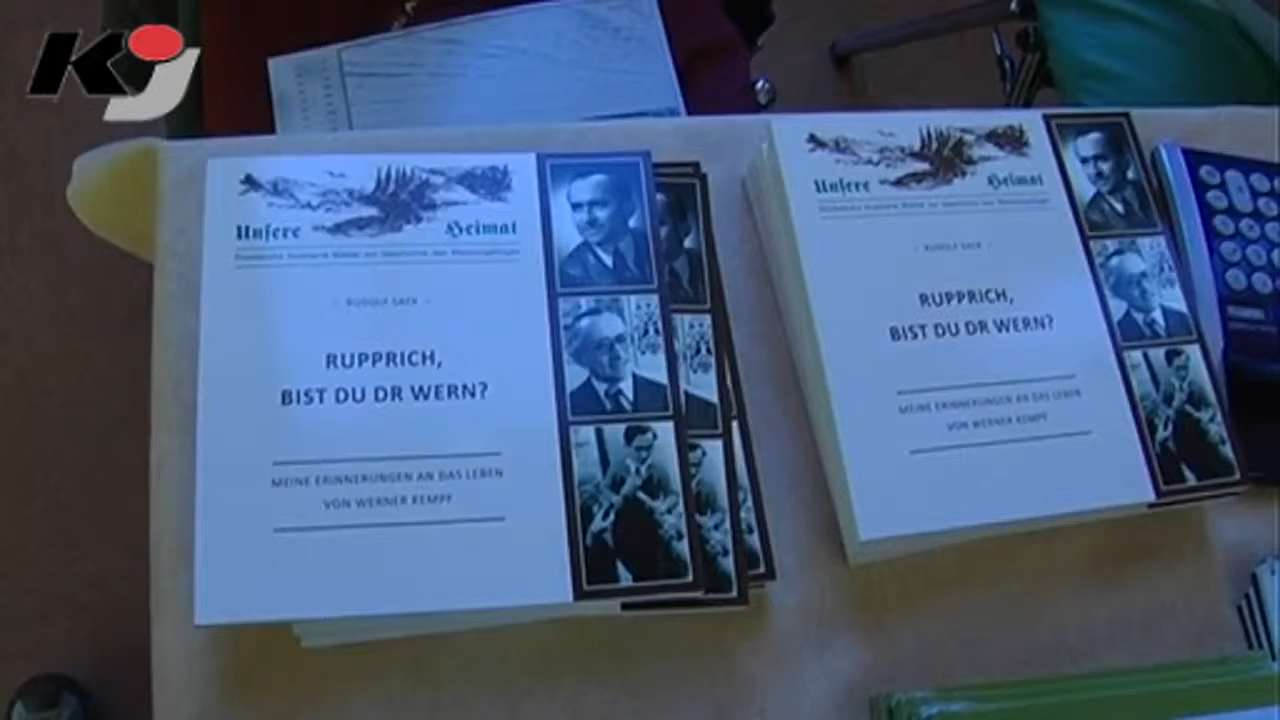 KJ
Unsere Heimat
RUDOLF SACK
RUPPRICH,
BIST DU DR WERN?
MEINE ERINNERUNGEN AN DAS LEBEN
VON WERNER KEMPF
Unsere Heimat
RUDOLF SACK
RUPPRICH,
BIST DU DR WERN?
MEINE ERINNERUNGEN AN DAS LEBEN
VON WERNER KEMPF